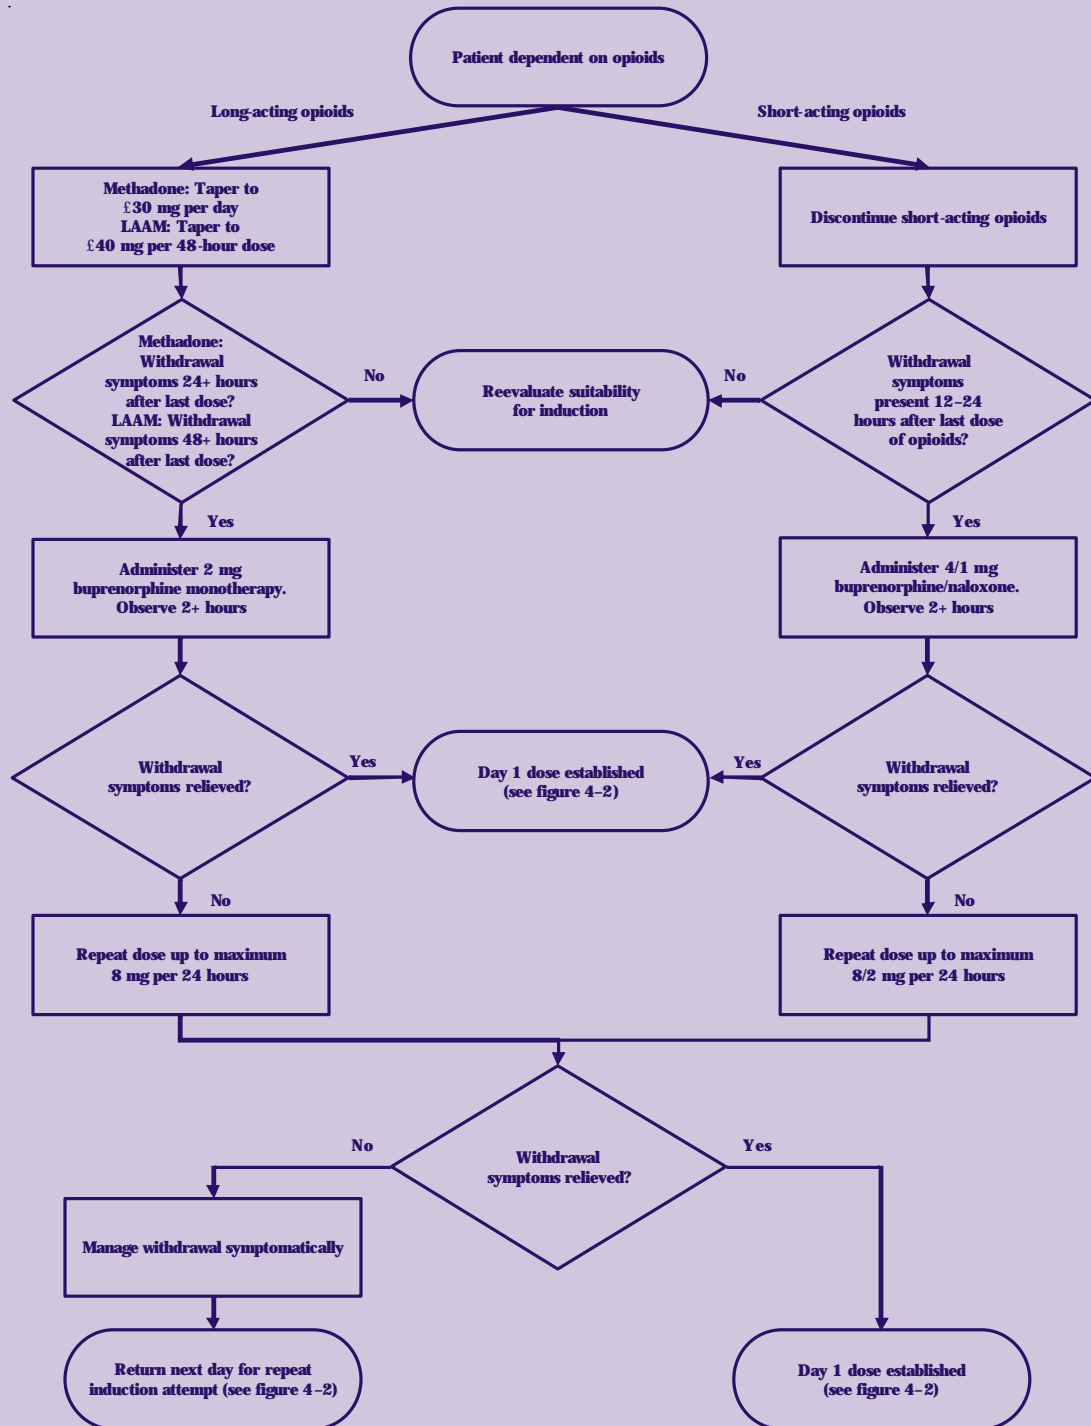 Patient dependent on opioids
Long-acting opioids
Short-acting opioids
Methadone: Taper to
£30 mg per day
LAAM: Taper to
£40 mg per 48-hour dose
Discontinue short-acting opioids
Methadone:
Withdrawal
symptoms 24+ hours
after last dose?
LAAM: Withdrawal
symptoms 48+ hours
after last dose?
No
Reevaluate suitability
for induction
No
Withdrawal
symptoms
present 12–24
hours after last dose
of opioids?
Yes
Yes
Administer 2 mg
buprenorphine monotherapy.
Observe 2+ hours
Administer 4/1 mg
buprenorphine/naloxone.
Observe 2+ hours
Withdrawal
symptoms relieved?
Yes
Day 1 dose established
(see figure 4–2)
Yes
Withdrawal
symptoms relieved?
No
No
Repeat dose up to maximum
8 mg per 24 hours
Repeat dose up to maximum
8/2 mg per 24 hours
No
Withdrawal
symptoms relieved?
Yes
Manage withdrawal symptomatically
Return next day for repeat
induction attempt (see figure 4–2)
Day 1 dose established
(see figure 4–2)